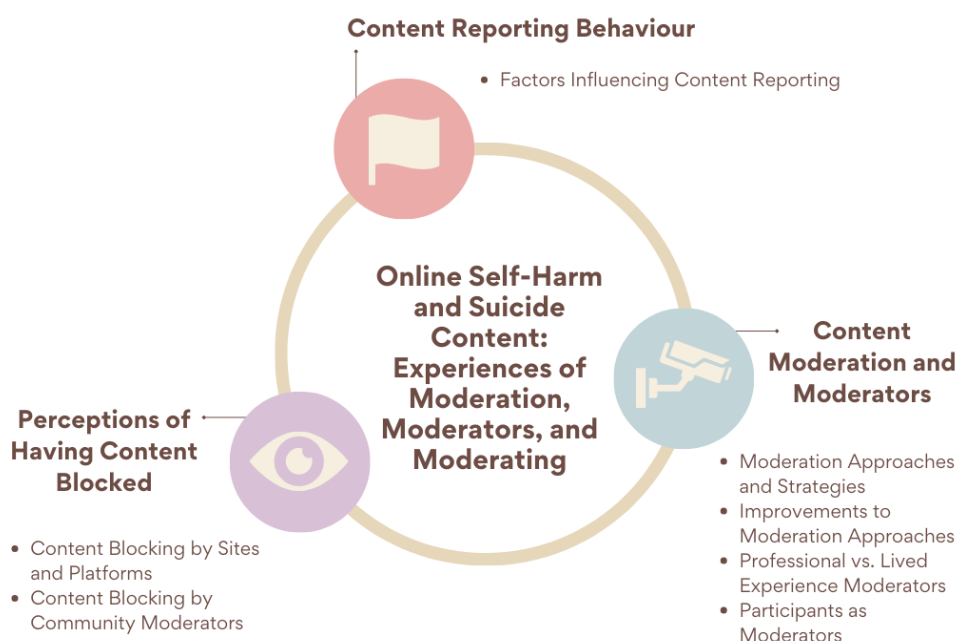 Content Reporting Behaviour
• Factors Influencing Content Reporting
Online Self-Harm
and Suicide
Content:
Experiences of
Moderation,
Moderators, and
Moderating
Content
Moderation and
Moderators
• Moderation Approaches
and Strategies
• Improvements to
Moderation Approaches
• Professional vs. Lived
Experience Moderators
• Participants as
Moderators
Perceptions of
Having Content
Blocked
• Content Blocking by Sites
and Platforms
• Content Blocking by
Community Moderators